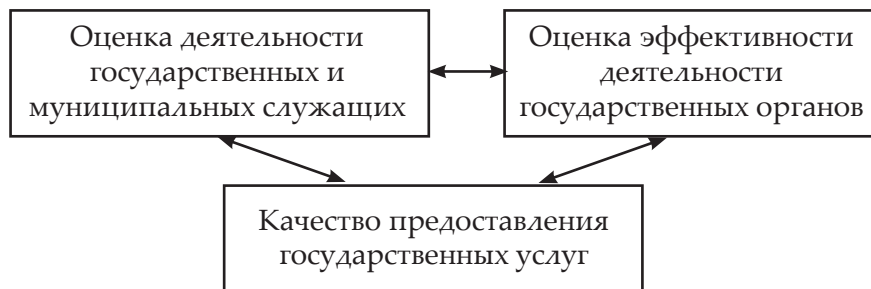 Оценка деятельности
государственных и
муниципальных служащих
Оценка эффективности
деятельности
государственных органов
Качество предоставления
государственных услуг